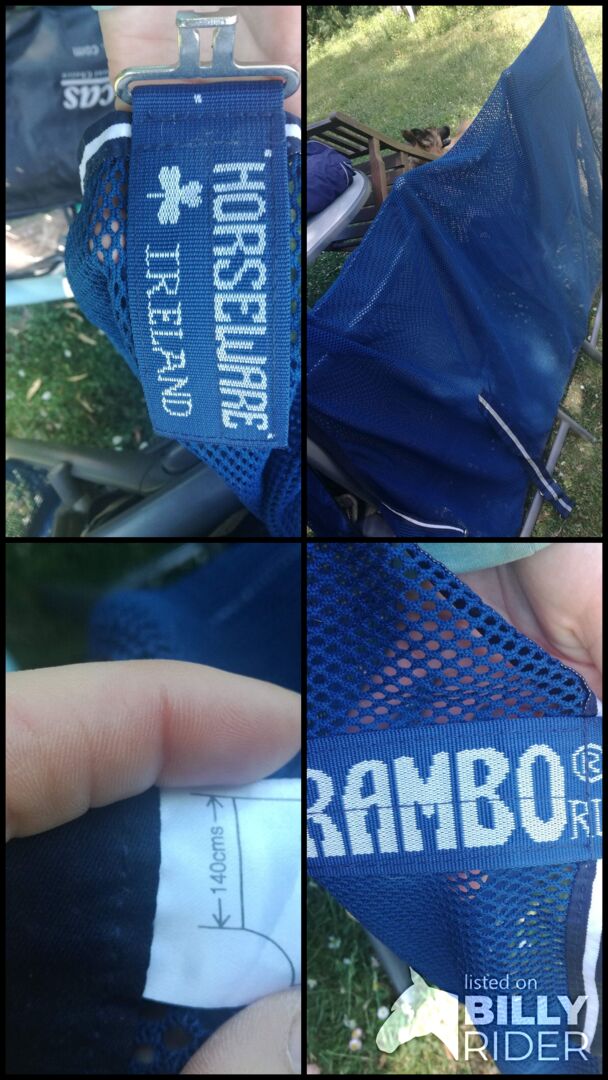 "HORSEWARE"
IRELAND
140cms
RAMBO®
listed on
BILLY
RIDER